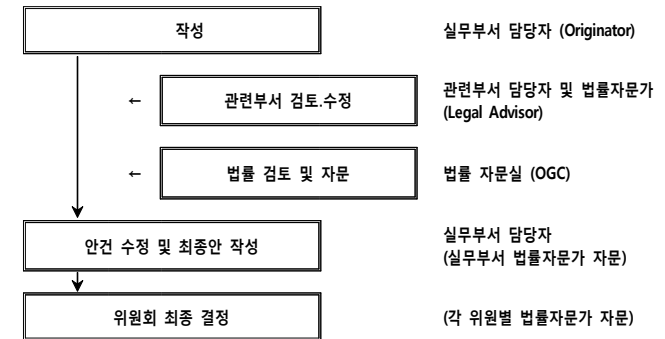 작성
실무부서 담당자 (Originator)
← 관련부서 검토.수정
관련부서 담당자 및 법률자문가
(Legal Advisor)
← 법률 검토 및 자문
법률 자문실 (OGC)
안건 수정 및 최종안 작성
실무부서 담당자
(실무부서 법률자문가 자문)
위원회 최종 결정
(각 위원별 법률자문가 자문)